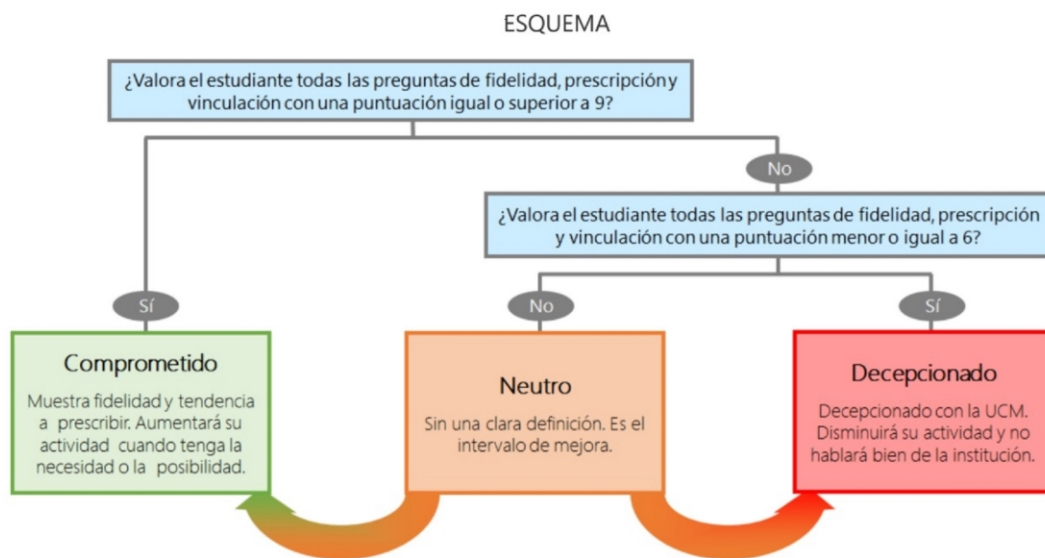 ESQUEMA
¿Valora el estudiante todas las preguntas de fidelidad, prescripción y
vinculación con una puntuación igual o superior a 9?
No
¿Valora el estudiante todas las preguntas de fidelidad, prescripción
y vinculación con una puntuación menor o igual a 6?
Sí
No
Sí
Comprometido
Muestra fidelidad y tendencia
a prescribir. Aumentará su
actividad cuando tenga la
necesidad o la posibilidad.
Neutro
Sin una clara definición. Es el
intervalo de mejora.
Decepcionado
Decepcionado con la UCM.
Disminuirá su actividad y no
hablará bien de la institución.